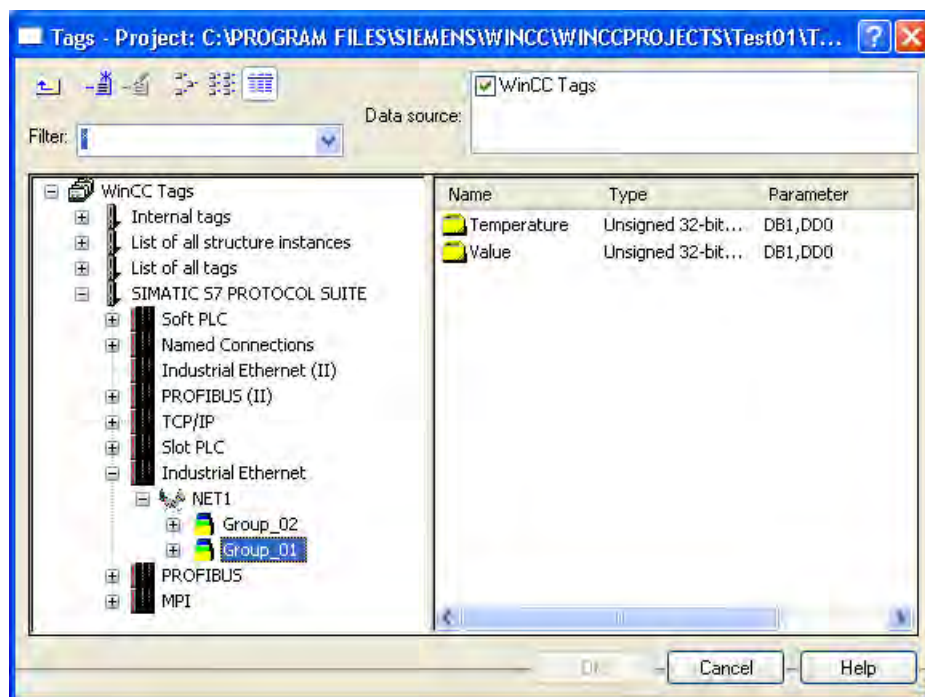 Tags - Project: C:\PROGRAM FILES\SIEMENS\WINCC\WINCCPROJECTS\Test01\T...
WinCC Tags
Data source:
Filter:
WinCC Tags
Internal tags
List of all structure instances
List of all tags
SIMATIC S7 PROTOCOL SUITE
Soft PLC
Named Connections
Industrial Ethernet (II)
PROFIBUS (II)
TCP/IP
Slot PLC
Industrial Ethernet
NET1
Group_02
Group_01
PROFIBUS
MPI
Name Type Parameter
Temperature Unsigned 32-bit... DB1,DD0
Value Unsigned 32-bit... DB1,DD0
Cancel Help